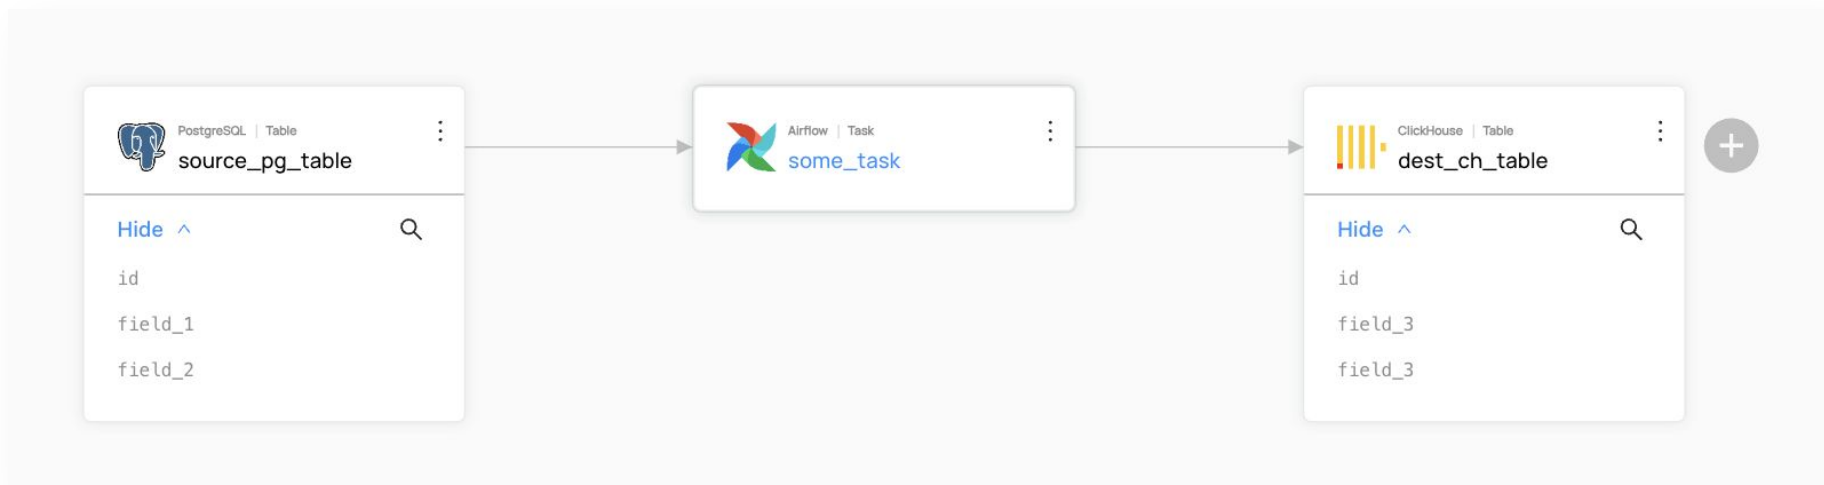 PostgreSQL | Table
source_pg_table
Hide
id
field_1
field_2
Airflow | Task
some_task
ClickHouse | Table
dest_ch_table
Hide
id
field_3
field_3